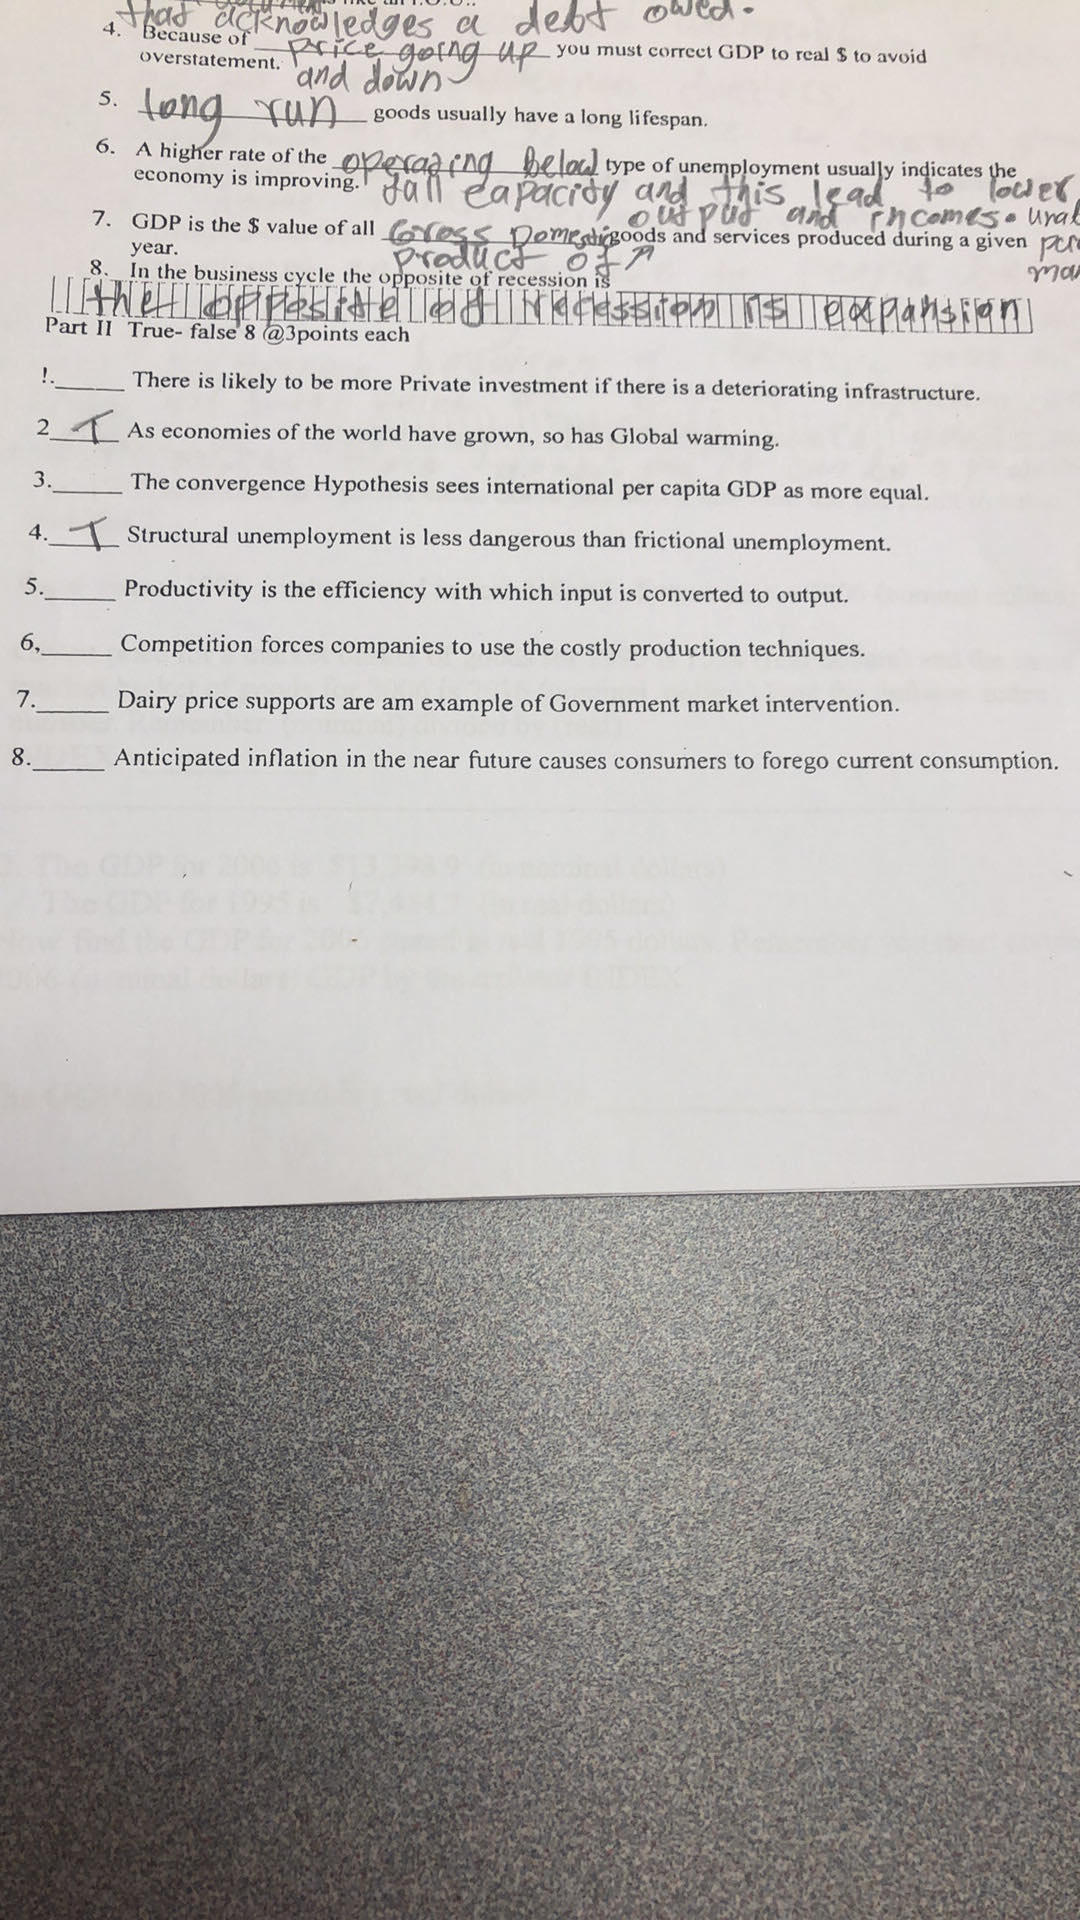 that acknowledges a debt owed.
4. Because of price going up you must correct GDP to real $ to avoid
overstatement. and down
5. long run goods usually have a long lifespan.
6. A higher rate of the operating below type of unemployment usually indicates the
economy is improving. full capacity and this lead to lower
output and incomes.
7. GDP is the $ value of all Gross Domestic goods and services produced during a given
year. product of
8. In the business cycle the opposite of recession is
the opposite of recession is expansion
Part II True- false 8 @3points each
!.______ There is likely to be more Private investment if there is a deteriorating infrastructure.
2 T As economies of the world have grown, so has Global warming.
3.______ The convergence Hypothesis sees international per capita GDP as more equal.
4. T Structural unemployment is less dangerous than frictional unemployment.
5.______ Productivity is the efficiency with which input is converted to output.
6,______ Competition forces companies to use the costly production techniques.
7.______ Dairy price supports are am example of Government market intervention.
8.______ Anticipated inflation in the near future causes consumers to forego current consumption.